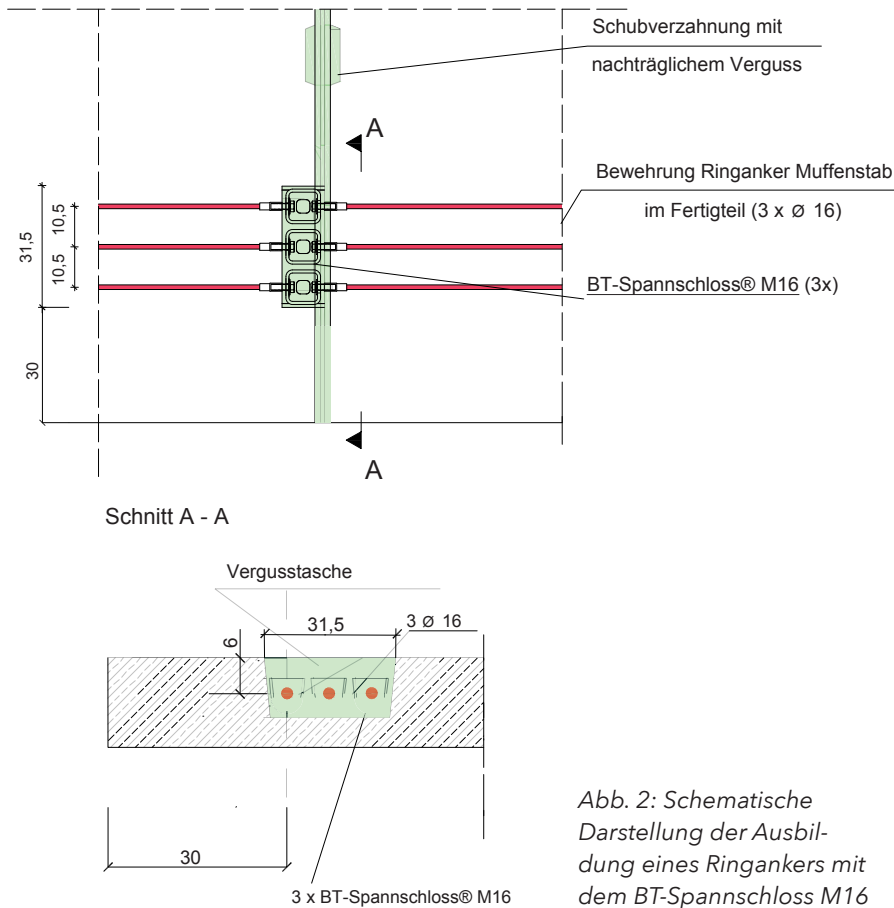 Schubverzahnung mit
nachträglichem Verguss
A
Bewehrung Ringanker Muffenstab
im Fertigteil (3 x Ø 16)
31,5
10,5
10,5
BT-Spannschloss® M16 (3x)
30
A
Schnitt A - A
Vergusstasche
6
31,5
3 Ø 16
30
3 x BT-Spannschloss® M16
Abb. 2: Schematische
Darstellung der Ausbil-
dung eines Ringankers mit
dem BT-Spannschloss M16